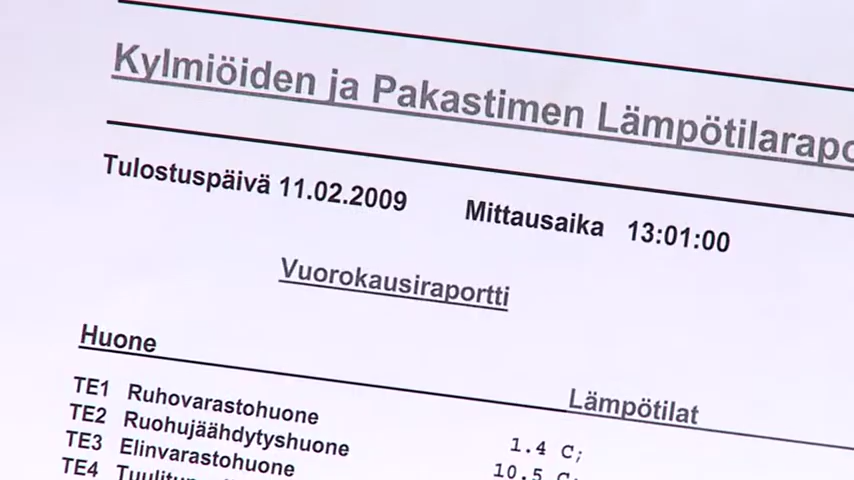 Kylmiöiden ja Pakastimen Lämpötilarapo
Tulostuspäivä 11.02.2009 Mittausaika 13:01:00
Vuorokausiraportti
Huone Lämpötilat
TE1 Ruhovarastohuone 1.4 C;
TE2 Ruohujäähdytyshuone 10.5 C;
TE3 Elinvarastohuone
TE4